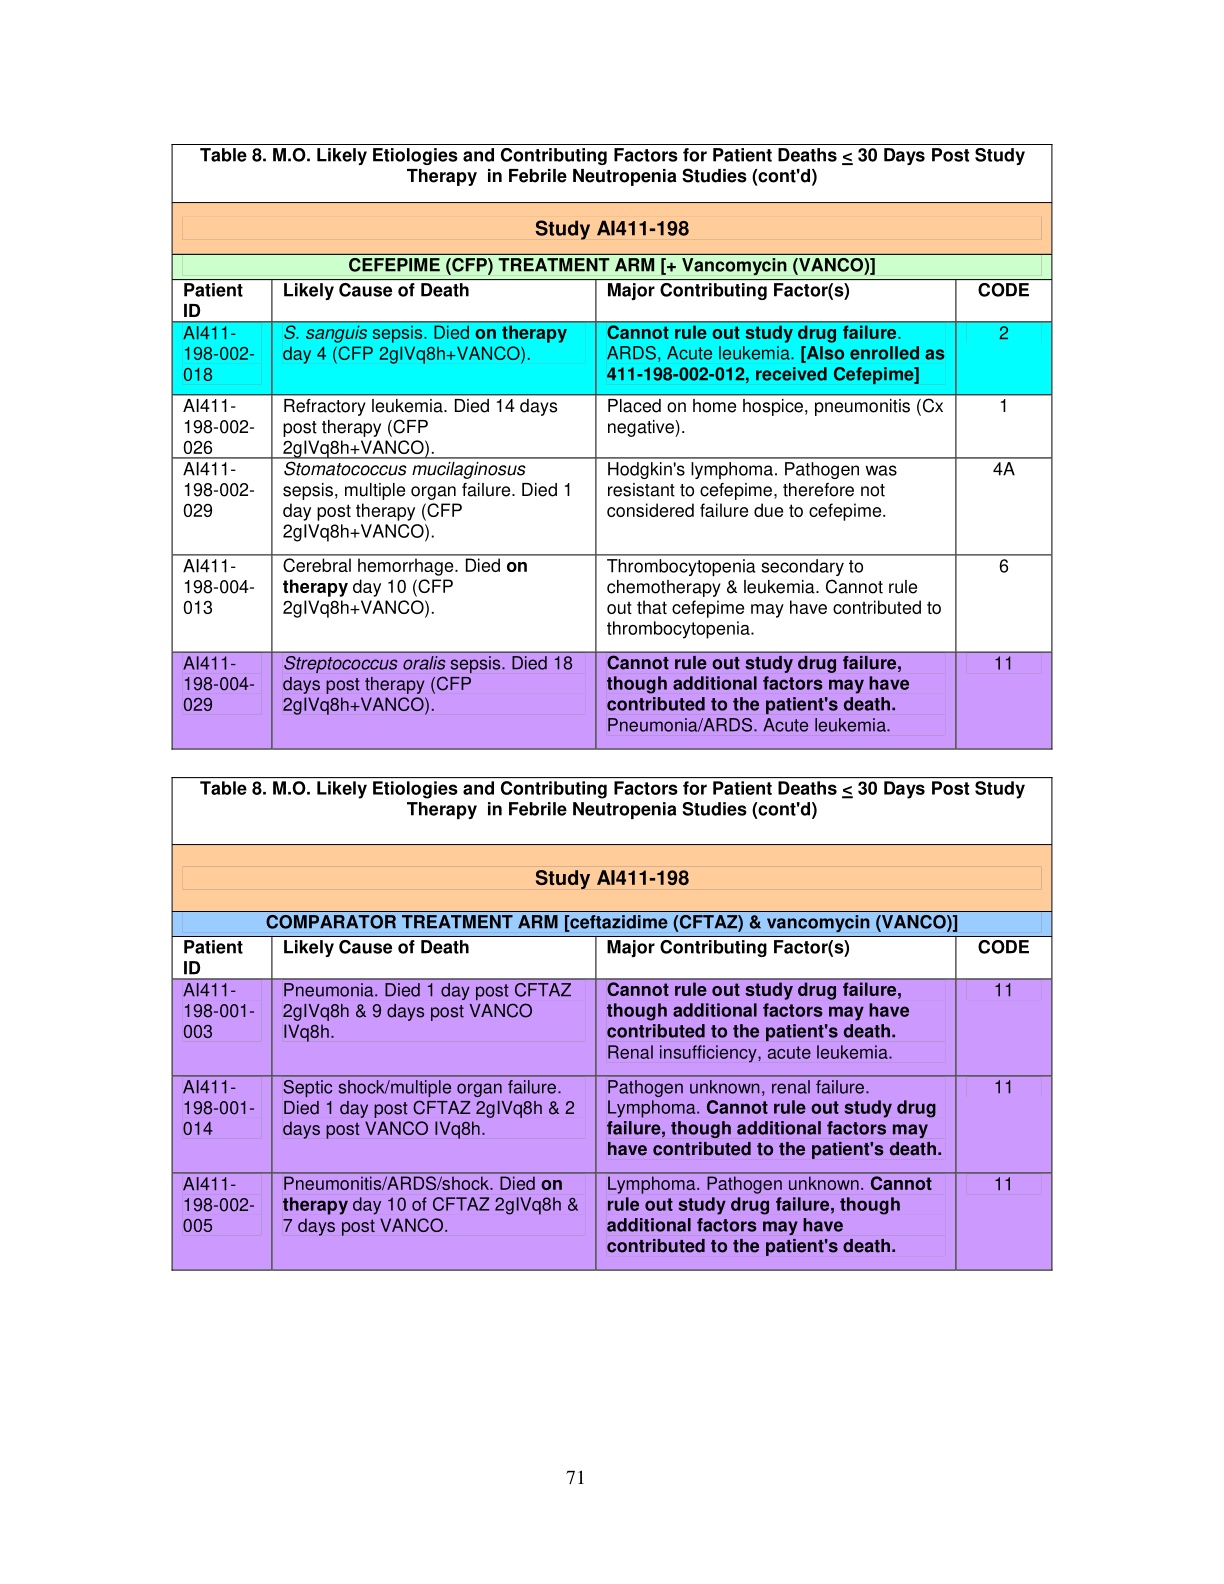 Table 8. M.O. Likely Etiologies and Contributing Factors for Patient Deaths < 30 Days Post Study
Therapy  in Febrile Neutropenia Studies (cont'd)
Study AI411-198
CEFEPIME (CFP) TREATMENT ARM [+ Vancomycin (VANCO)]
Patient ID
Likely Cause of Death
Major Contributing Factor(s)
CODE
AI411-
198-002-
018
S. sanguis sepsis. Died on therapy
day 4 (CFP 2gIVq8h+VANCO).
Cannot rule out study drug failure.
ARDS, Acute leukemia. [Also enrolled as
411-198-002-012, received Cefepime]
2
AI411-
198-002-
026
Refractory leukemia. Died 14 days
post therapy (CFP
2gIVq8h+VANCO).
Placed on home hospice, pneumonitis (Cx
negative).
1
AI411-
198-002-
029
Stomatococcus mucilaginosus
sepsis, multiple organ failure. Died 1
day post therapy (CFP
2gIVq8h+VANCO).
Hodgkin's lymphoma. Pathogen was
resistant to cefepime, therefore not
considered failure due to cefepime.
4A
AI411-
198-004-
013
Cerebral hemorrhage. Died on
therapy day 10 (CFP
2gIVq8h+VANCO).
Thrombocytopenia secondary to
chemotherapy & leukemia. Cannot rule
out that cefepime may have contributed to
thrombocytopenia.
6
AI411-
198-004-
029
Streptococcus oralis sepsis. Died 18
days post therapy (CFP
2gIVq8h+VANCO).
Cannot rule out study drug failure,
though additional factors may have
contributed to the patient's death.
Pneumonia/ARDS. Acute leukemia.
11
Table 8. M.O. Likely Etiologies and Contributing Factors for Patient Deaths < 30 Days Post Study
Therapy  in Febrile Neutropenia Studies (cont'd)
Study AI411-198
COMPARATOR TREATMENT ARM [ceftazidime (CFTAZ) & vancomycin (VANCO)]
Patient
ID
Likely Cause of Death
Major Contributing Factor(s)
CODE
AI411-
198-001-
003
Pneumonia. Died 1 day post CFTAZ
2gIVq8h & 9 days post VANCO
IVq8h.
Cannot rule out study drug failure,
though additional factors may have
contributed to the patient's death.
Renal insufficiency, acute leukemia.
11
AI411-
198-001-
014
Septic shock/multiple organ failure.
Died 1 day post CFTAZ 2gIVq8h & 2
days post VANCO IVq8h.
Pathogen unknown, renal failure.
Lymphoma. Cannot rule out study drug
failure, though additional factors may
have contributed to the patient's death.
11
AI411-
198-002-
005
Pneumonitis/ARDS/shock. Died on
therapy day 10 of CFTAZ 2gIVq8h &
7 days post VANCO.
Lymphoma. Pathogen unknown. Cannot
rule out study drug failure, though
additional factors may have
contributed to the patient's death.
11
71